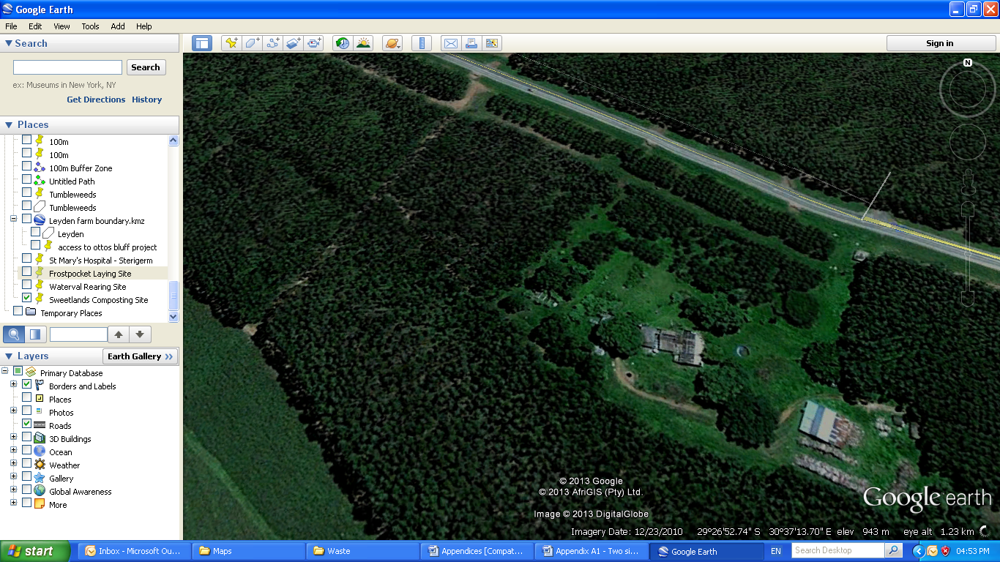 Google Earth
File Edit View Tools Add Help
Search
Sign in
Search
ex: Museums in New York, NY
Get Directions History
N
Places
100m
100m
100m Buffer Zone
Untitled Path
Tumbleweeds
Tumbleweeds
Leyden farm boundary.kmz
Leyden
access to ottos bluff project
St Mary's Hospital - Sterigerm
Frostpocket Laying Site
Waterval Rearing Site
Sweetlands Composting Site
Temporary Places
Layers
Earth Gallery >>
Primary Database
Borders and Labels
Places
Photos
Roads
3D Buildings
Ocean
Weather
Gallery
Global Awareness
More
© 2013 Google
© 2013 AfriGIS (Pty) Ltd.
Image © 2013 DigitalGlobe
Google earth
Imagery Date: 12/23/2010 29°26'52.74" S 30°37'13.70" E elev 943 m eye alt 1.23 km
start Inbox - Microsoft Ou... Maps Waste Appendices [Compat... Appendix A1 - Two si... Google Earth EN Search Desktop 04:53 PM